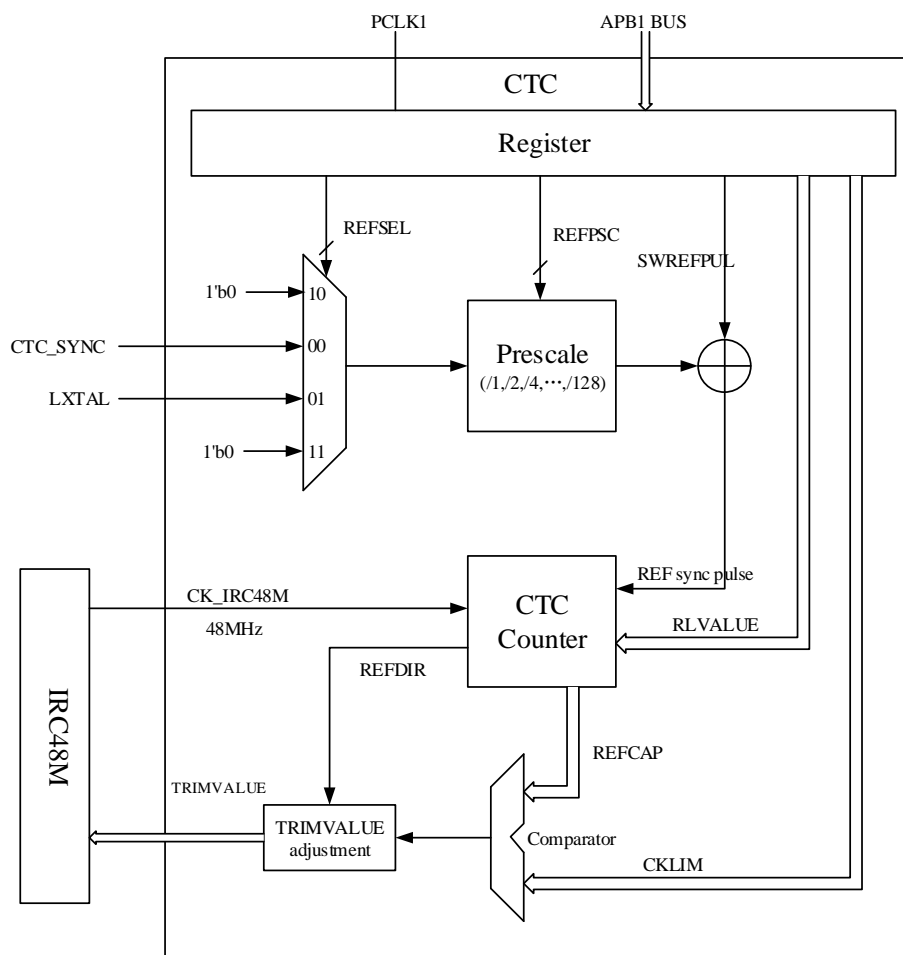 PCLK1
APB1 BUS
CTC
Register
REFSEL
REFPSC
SWREFPUL
1'b0
10
CTC_SYNC
00
LXTAL
01
1'b0
11
Prescale
(/1,/2,/4,···,/128)
REF sync pulse
CK_IRC48M
48MHz
CTC
Counter
RLVALUE
REFDIR
IRC48M
REFCAP
TRIMVALUE
TRIMVALUE
adjustment
Comparator
CKLIM